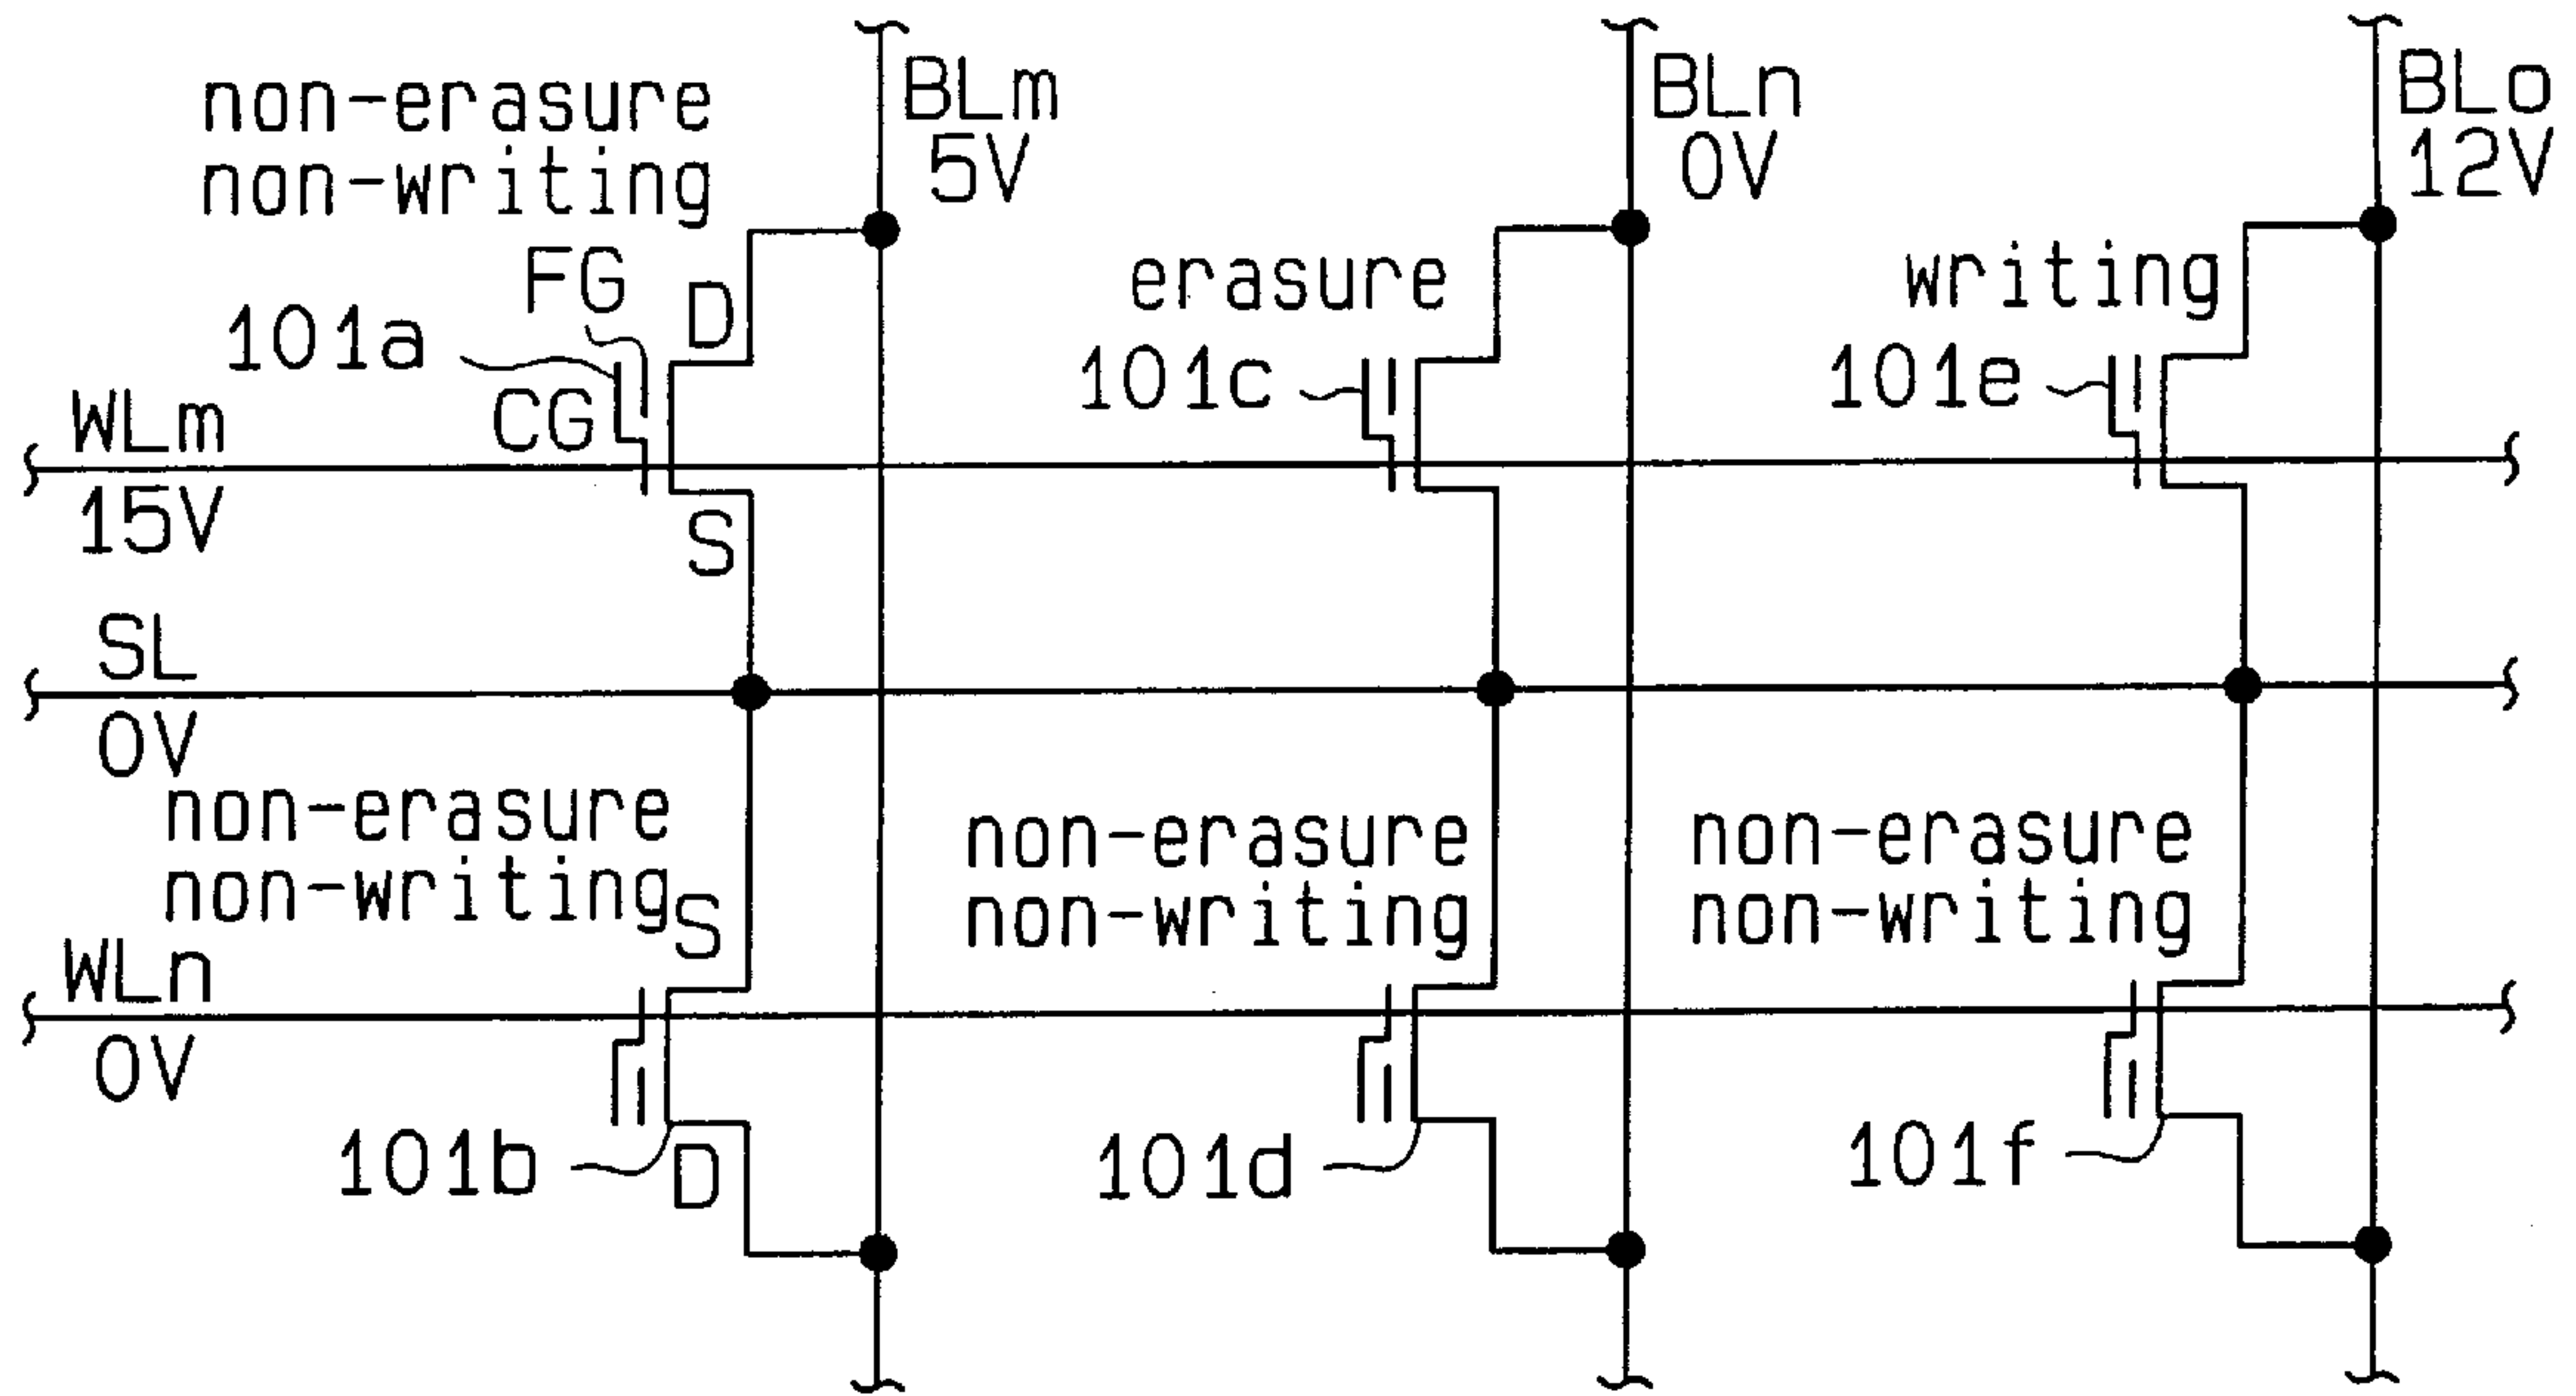 BLm
5V
BLn
0V
BLo
12V
non-erasure
non-writing
FG
D
101a
CG
erasure
101c
writing
101e
WLm
15V
S
SL
0V
non-erasure
non-writing
S
non-erasure
non-writing
non-erasure
non-writing
WLn
0V
101b
D
101d
101f